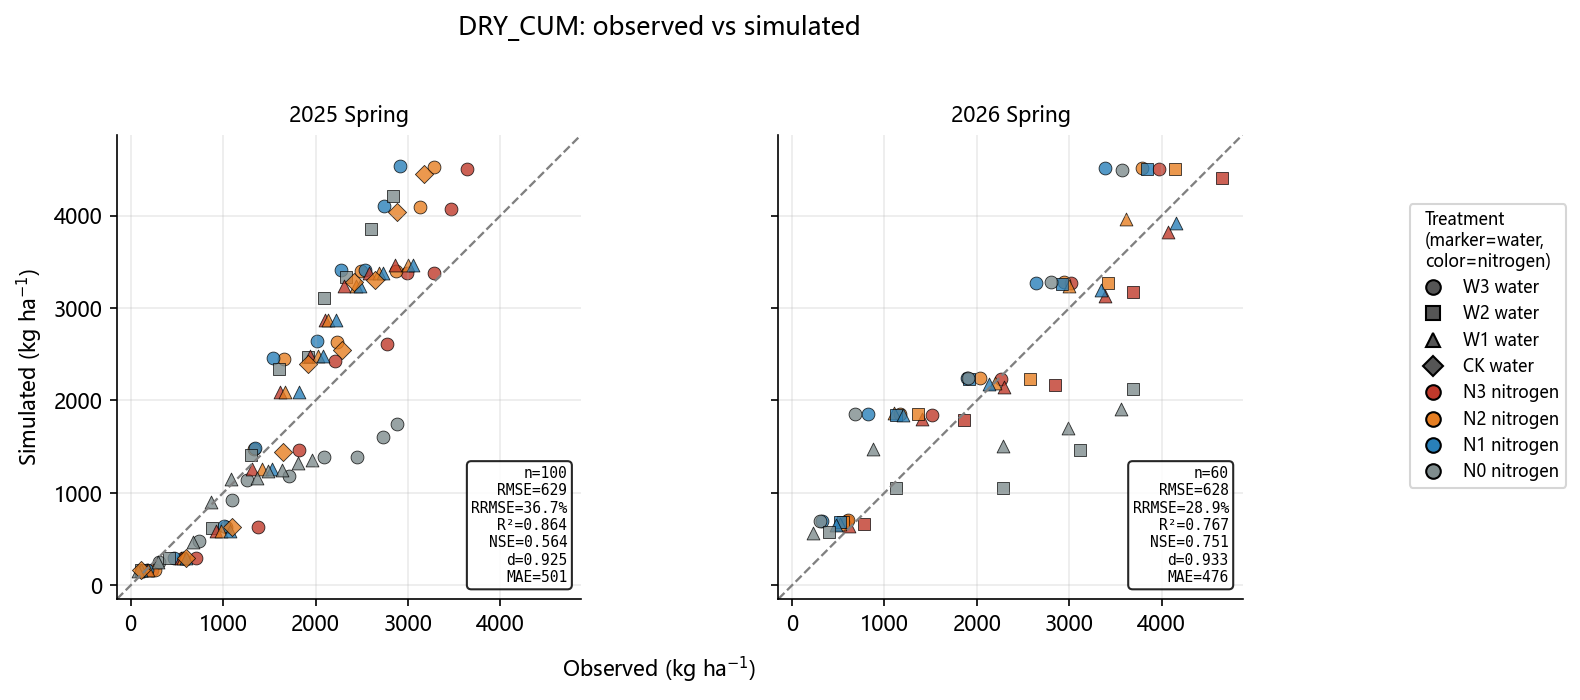 DRY_CUM: observed vs simulated
2025 Spring
2026 Spring
Simulated (kg ha⁻¹)
4000
3000
2000
1000
0
0 1000 2000 3000 4000
0 1000 2000 3000 4000
Observed (kg ha⁻¹)
n=100
RMSE=629
RRMSE=36.7%
R²=0.864
NSE=0.564
d=0.925
MAE=501
n=60
RMSE=628
RRMSE=28.9%
R²=0.767
NSE=0.751
d=0.933
MAE=476
Treatment
(marker=water,
color=nitrogen)
W3 water
W2 water
W1 water
CK water
N3 nitrogen
N2 nitrogen
N1 nitrogen
N0 nitrogen